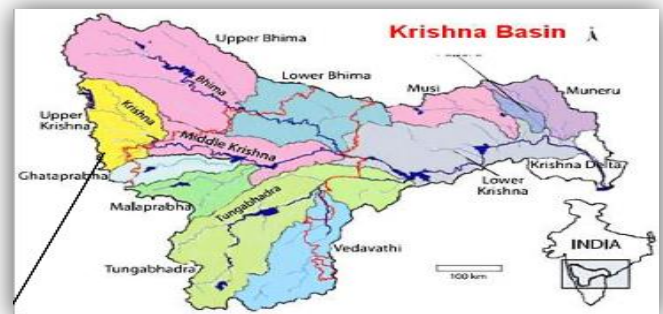 Krishna Basin
Upper Bhima
Lower Bhima
Bhima
Musi
Muneru
Upper
Krishna
Krishna
Middle Krishna
Ghataprabha
Malaprabha
Krishna Delta
Lower
Krishna
Tungabhadra
Tungabhadra
Vedavathi
INDIA
100 km